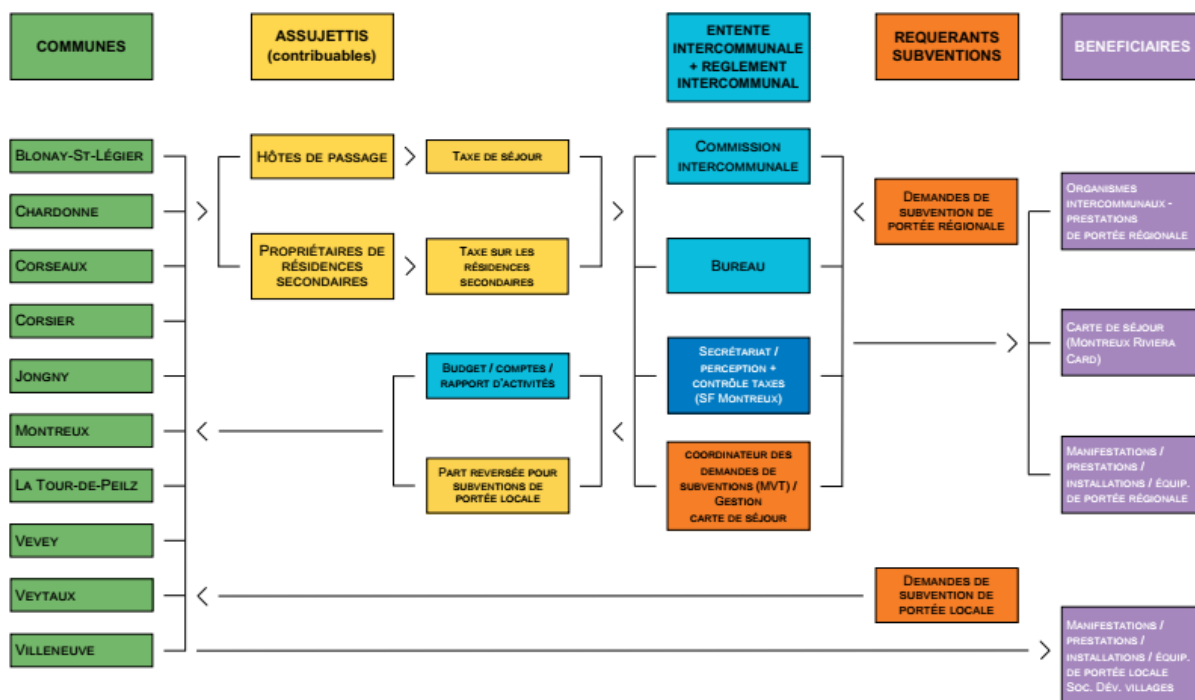 COMMUNES
ASSUJETTIS
(contribuables)
ENTENTE
INTERCOMMUNALE
+ REGLEMENT
INTERCOMMUNAL
REQUERANTS
SUBVENTIONS
BENEFICIAIRES
BLONAY-ST-LÉGIER
CHARDONNE
CORSEAUX
CORSIER
JONGNY
MONTREUX
LA TOUR-DE-PEILZ
VEVEY
VEYTAUX
VILLENEUVE
HÔTES DE PASSAGE
TAXE DE SÉJOUR
PROPRIÉTAIRES DE
RÉSIDENCES
SECONDAIRES
TAXE SUR LES
RÉSIDENCES
SECONDAIRES
BUDGET / COMPTES /
RAPPORT D'ACTIVITÉS
PART REVERSÉE POUR
SUBVENTIONS DE
PORTÉE LOCALE
COMMISSION
INTERCOMMUNALE
BUREAU
SECRÉTARIAT /
PERCEPTION +
CONTRÔLE TAXES
(SF MONTREUX)
COORDINATEUR DES
DEMANDES DE
SUBVENTIONS (MVT) /
GESTION
CARTE DE SÉJOUR
DEMANDES DE
SUBVENTION DE
PORTÉE RÉGIONALE
DEMANDES DE
SUBVENTION DE
PORTÉE LOCALE
ORGANISMES
INTERCOMMUNAUX -
PRESTATIONS
DE PORTÉE RÉGIONALE
CARTE DE SÉJOUR
(MONTREUX RIVIERA
CARD)
MANIFESTATIONS /
PRESTATIONS /
INSTALLATIONS / ÉQUIP.
DE PORTÉE RÉGIONALE
MANIFESTATIONS /
PRESTATIONS /
INSTALLATIONS / ÉQUIP.
DE PORTÉE LOCALE
SOC. DÉV. VILLAGES